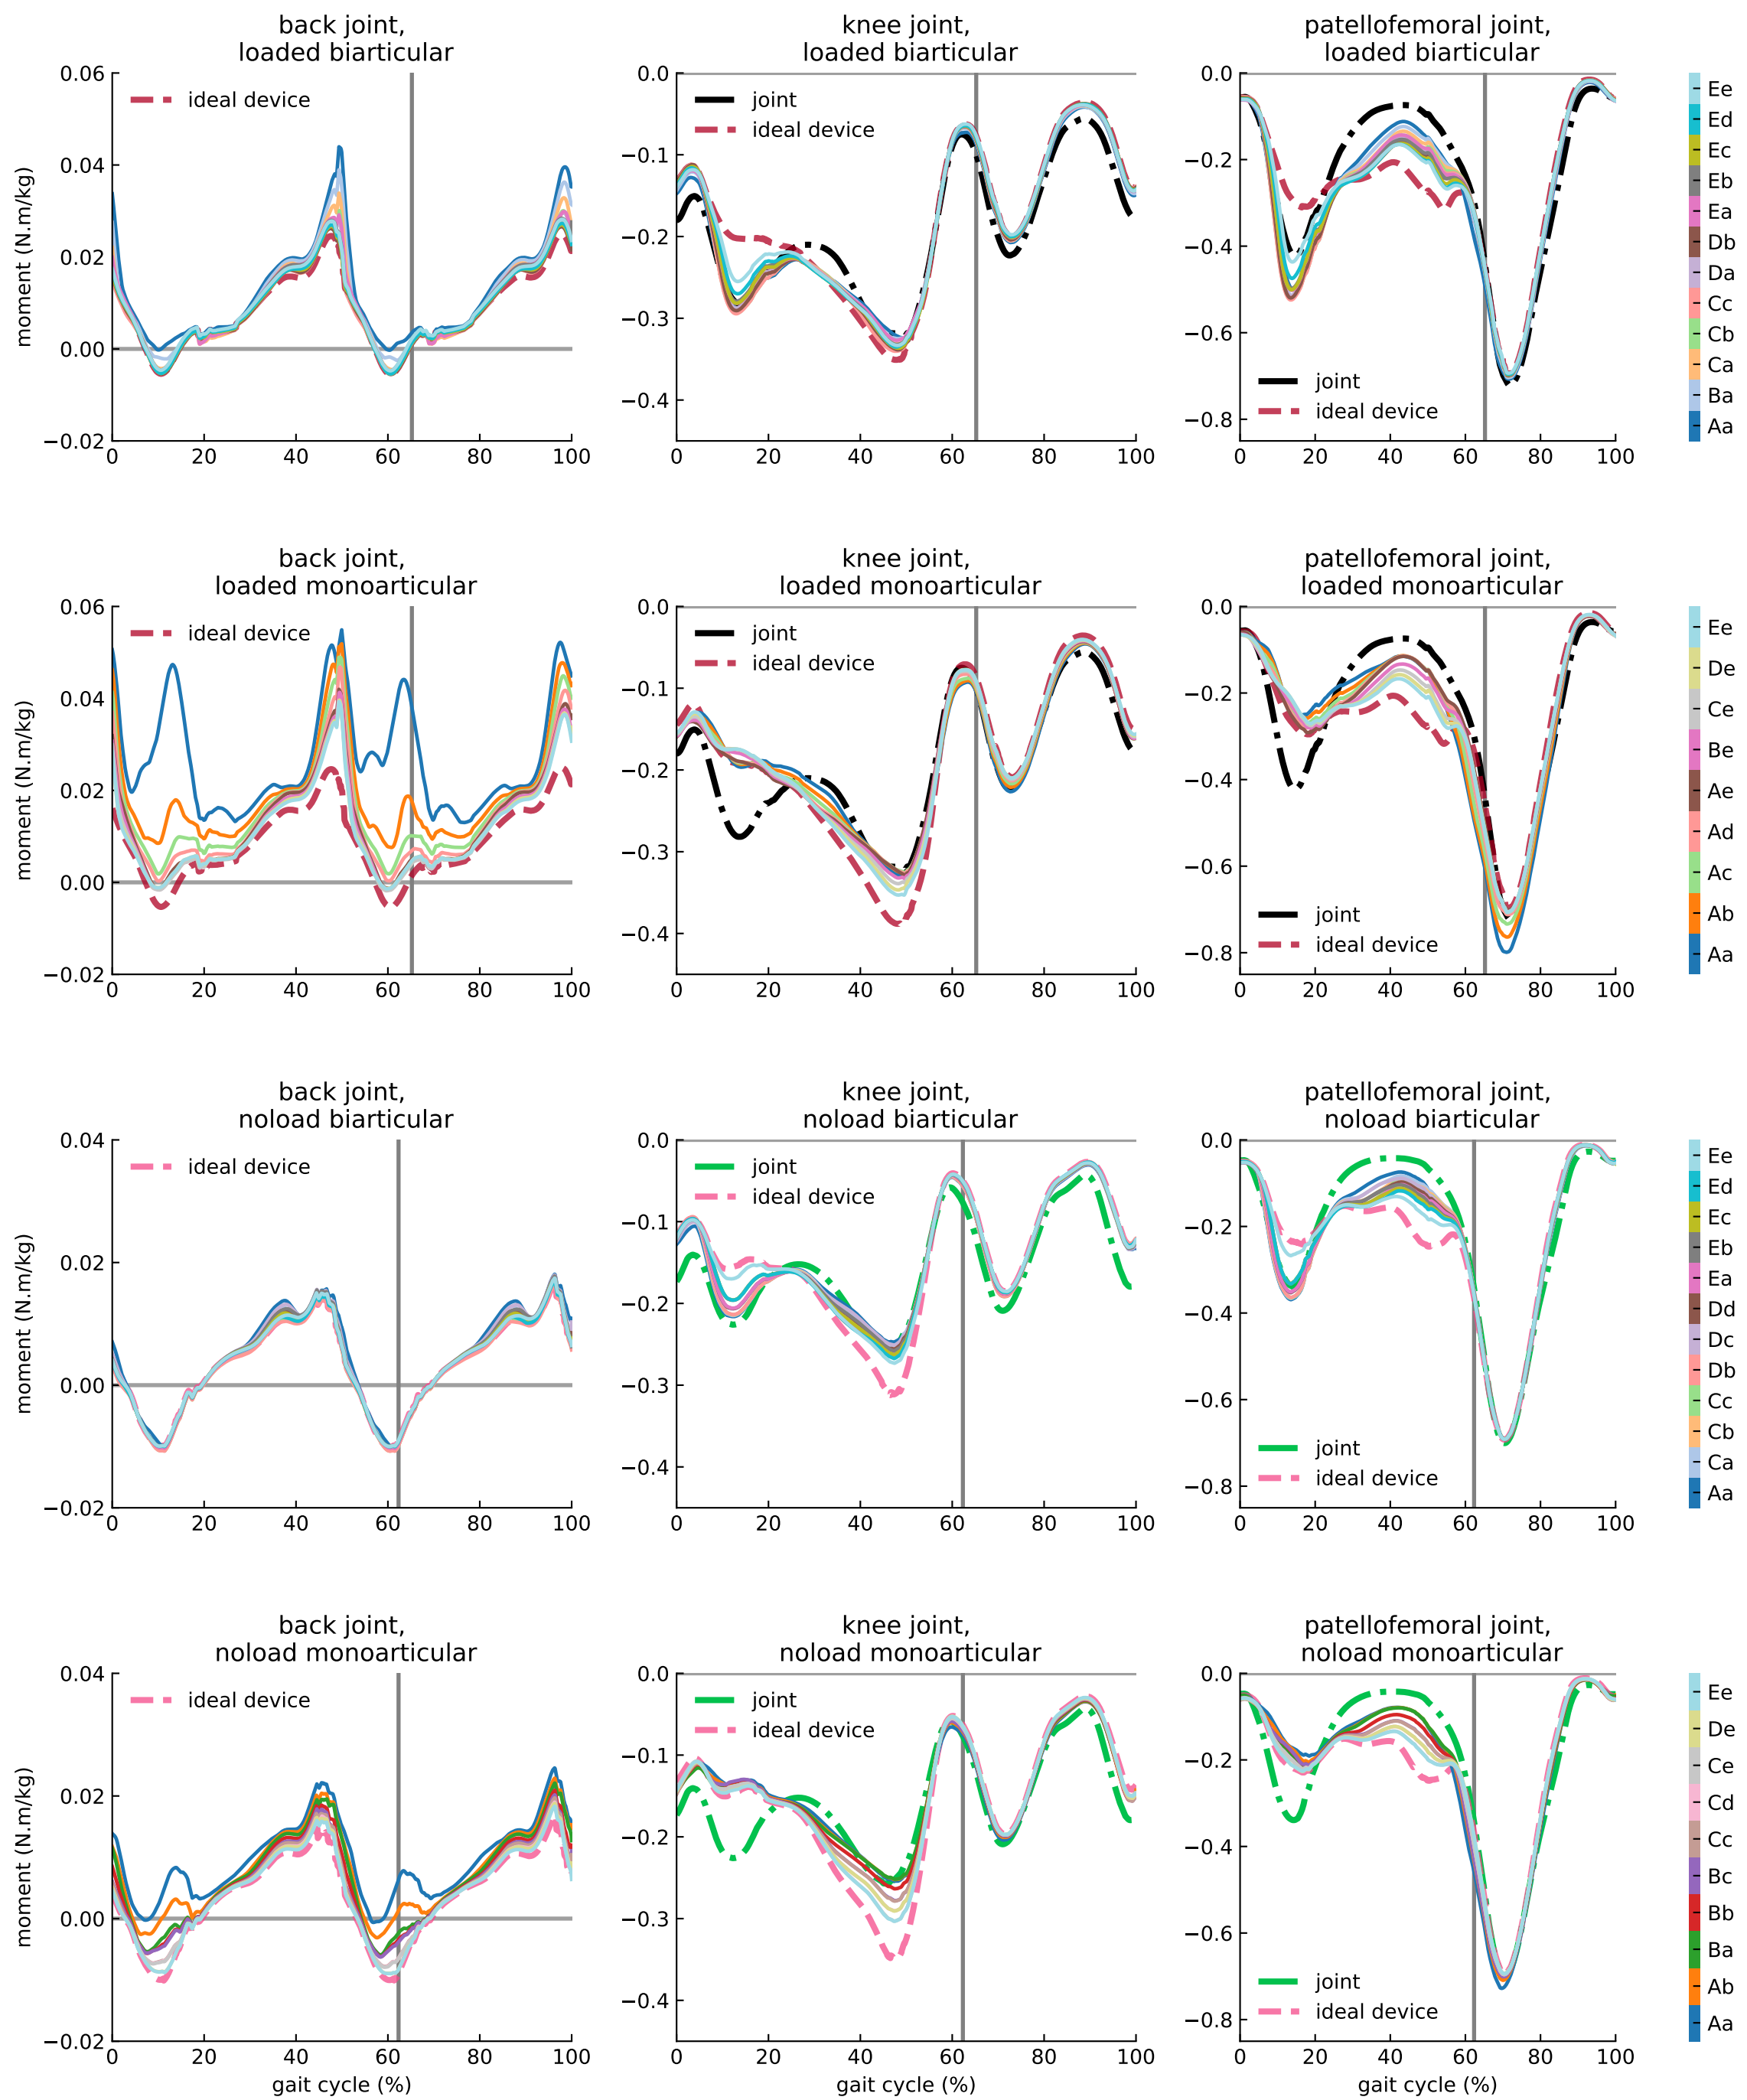 back joint,
loaded biarticular
knee joint,
loaded biarticular
patellofemoral joint,
loaded biarticular
moment (N.m/kg)
0.06
0.04
0.02
0.00
−0.02
ideal device
0 20 40 60 80 100
0.0
−0.1
−0.2
−0.3
−0.4
joint
ideal device
0 20 40 60 80 100
0.0
−0.2
−0.4
−0.6
−0.8
joint
ideal device
0 20 40 60 80 100
Ee
Ed
Ec
Eb
Ea
Db
Da
Cc
Cb
Ca
Ba
Aa
back joint,
loaded monoarticular
knee joint,
loaded monoarticular
patellofemoral joint,
loaded monoarticular
moment (N.m/kg)
0.06
0.04
0.02
0.00
−0.02
ideal device
0 20 40 60 80 100
0.0
−0.1
−0.2
−0.3
−0.4
joint
ideal device
0 20 40 60 80 100
0.0
−0.2
−0.4
−0.6
−0.8
joint
ideal device
0 20 40 60 80 100
Ee
De
Ce
Be
Ae
Ad
Ac
Ab
Aa
back joint,
noload biarticular
knee joint,
noload biarticular
patellofemoral joint,
noload biarticular
moment (N.m/kg)
0.04
0.02
0.00
−0.02
ideal device
0 20 40 60 80 100
0.0
−0.1
−0.2
−0.3
−0.4
joint
ideal device
0 20 40 60 80 100
0.0
−0.2
−0.4
−0.6
−0.8
joint
ideal device
0 20 40 60 80 100
Ee
Ed
Ec
Eb
Ea
Dd
Dc
Db
Cc
Cb
Ca
Aa
back joint,
noload monoarticular
knee joint,
noload monoarticular
patellofemoral joint,
noload monoarticular
moment (N.m/kg)
0.04
0.02
0.00
−0.02
ideal device
0 20 40 60 80 100
gait cycle (%)
0.0
−0.1
−0.2
−0.3
−0.4
joint
ideal device
0 20 40 60 80 100
gait cycle (%)
0.0
−0.2
−0.4
−0.6
−0.8
joint
ideal device
0 20 40 60 80 100
gait cycle (%)
Ee
De
Ce
Cd
Cc
Bc
Bb
Ba
Ab
Aa